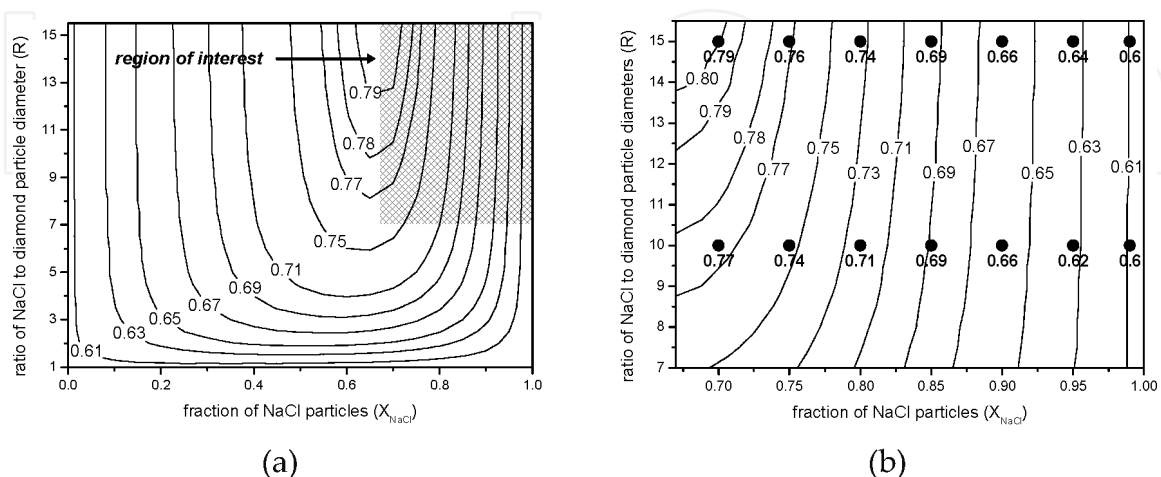 15
13
11
9
7
5
3
1
ratio of NaCl to diamond particle diameter (R)
region of interest
0.79
0.78
0.77
0.75
0.71
0.69
0.67
0.65
0.63
0.61
0.0 0.2 0.4 0.6 0.8 1.0
fraction of NaCl particles (X_NaCl)
(a)
15
14
13
12
11
10
9
8
7
ratio of NaCl to diamond particle diameters (R)
0.79 0.76 0.74 0.69 0.66 0.64 0.6
0.80
0.79
0.78 0.75 0.71 0.67 0.63
0.77 0.73 0.69 0.65 0.61
0.77 0.74 0.71 0.69 0.66 0.62 0.6
0.70 0.75 0.80 0.85 0.90 0.95 1.00
fraction of NaCl particles (X_NaCl)
(b)